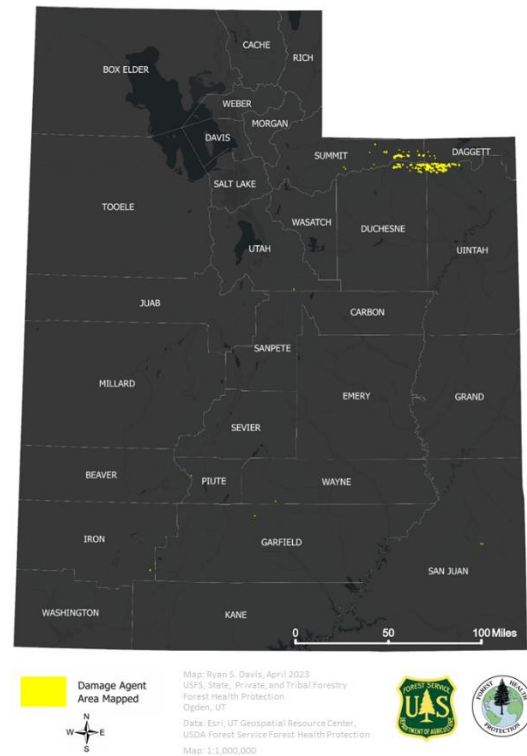 CACHE
RICH
BOX ELDER
WEBER
MORGAN
DAVIS
SUMMIT
DAGGETT
SALT LAKE
TOOELE
WASATCH
DUCHESNE
UTAH
UINTAH
JUAB
CARBON
SANPETE
MILLARD
EMERY
GRAND
SEVIER
BEAVER
PIUTE
WAYNE
IRON
GARFIELD
SAN JUAN
WASHINGTON
KANE
0 50 100 Miles
Damage Agent
Area Mapped
N
W E
S
Map: Ryan S. Davis, April 2023
USFS, State, Private, and Tribal Forestry
Forest Health Protection
Ogden, UT
Data: Esri, UT Geospatial Resource Center,
USDA Forest Service Forest Health Protection
Map: 1:1,000,000
FOREST SERVICE
U S
DEPARTMENT OF AGRICULTURE
FOREST HEALTH
PROTECTION